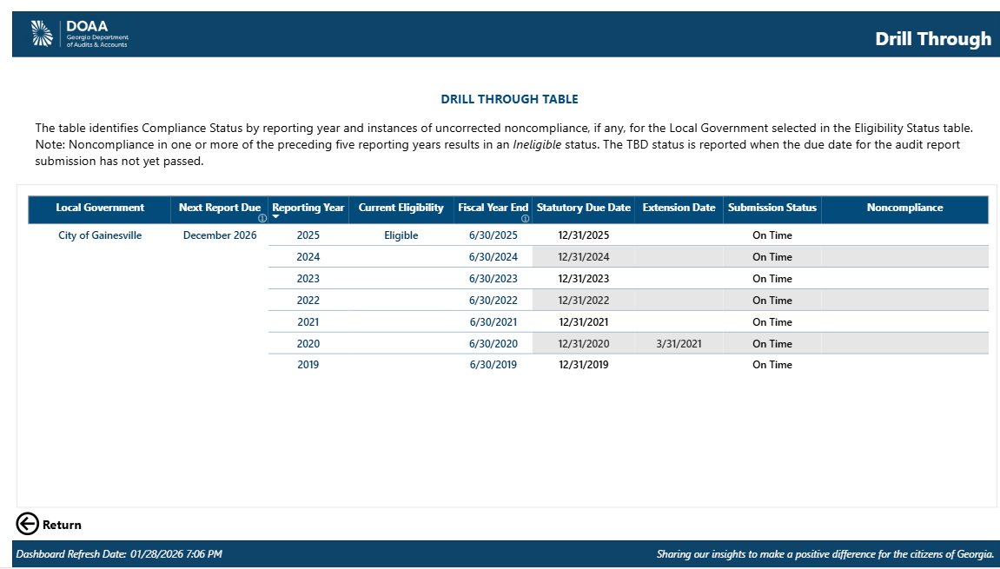 DOAA
Georgia Department
of Audits & Accounts
Drill Through
DRILL THROUGH TABLE
The table identifies Compliance Status by reporting year and instances of uncorrected noncompliance, if any, for the Local Government selected in the Eligibility Status table.
Note: Noncompliance in one or more of the preceding five reporting years results in an Ineligible status. The TBD status is reported when the due date for the audit report
submission has not yet passed.
Local Government Next Report Due Reporting Year Current Eligibility Fiscal Year End Statutory Due Date Extension Date Submission Status Noncompliance
City of Gainesville December 2026 2025 Eligible 6/30/2025 12/31/2025 On Time
2024 6/30/2024 12/31/2024 On Time
2023 6/30/2023 12/31/2023 On Time
2022 6/30/2022 12/31/2022 On Time
2021 6/30/2021 12/31/2021 On Time
2020 6/30/2020 12/31/2020 3/31/2021 On Time
2019 6/30/2019 12/31/2019 On Time
Return
Dashboard Refresh Date: 01/28/2026 7:06 PM Sharing our insights to make a positive difference for the citizens of Georgia.